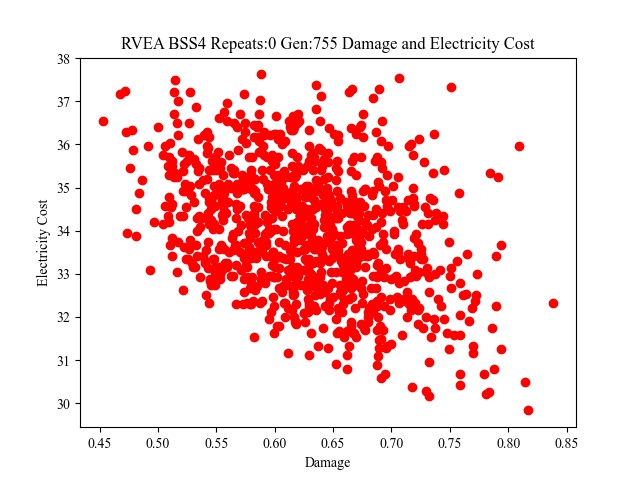 RVEA BSS4 Repeats:0 Gen:755 Damage and Electricity Cost
38
37
36
35
34
33
32
31
30
Electricity Cost
0.45 0.50 0.55 0.60 0.65 0.70 0.75 0.80 0.85
Damage